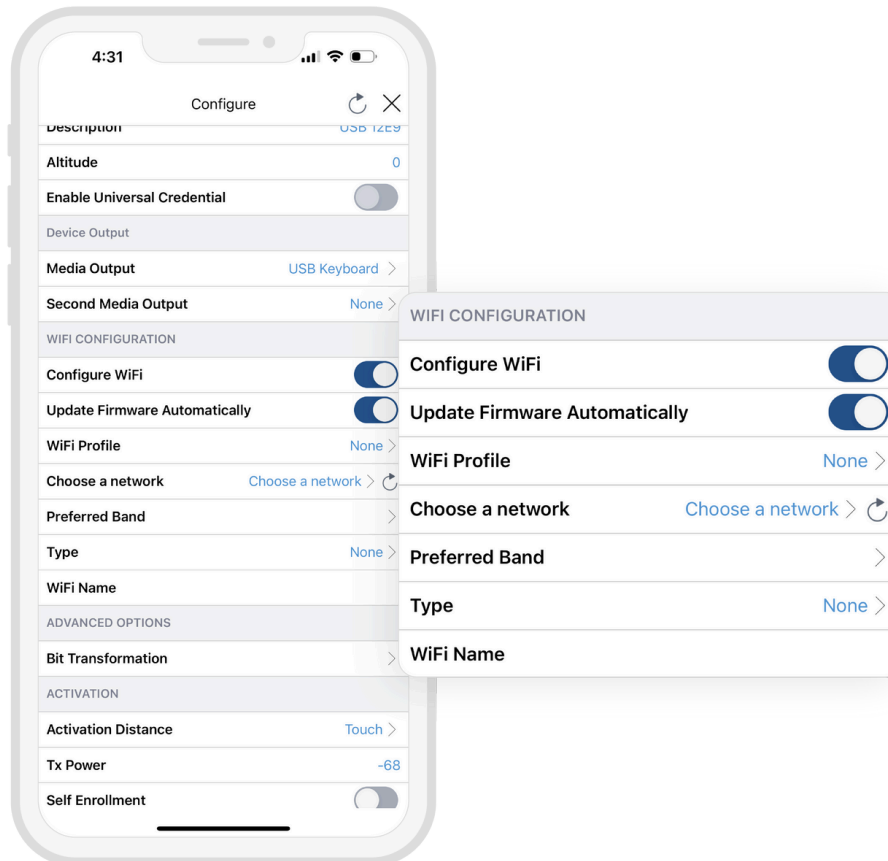 4:31
Configure
Description USB 12E9
Altitude 0
Enable Universal Credential
Device Output
Media Output USB Keyboard
Second Media Output None
WIFI CONFIGURATION
Configure WiFi
Update Firmware Automatically
WiFi Profile None
Choose a network Choose a network
Preferred Band
Type None
WiFi Name
ADVANCED OPTIONS
Bit Transformation
ACTIVATION
Activation Distance Touch
Tx Power -68
Self Enrollment
WIFI CONFIGURATION
Configure WiFi
Update Firmware Automatically
WiFi Profile None
Choose a network Choose a network
Preferred Band
Type None
WiFi Name